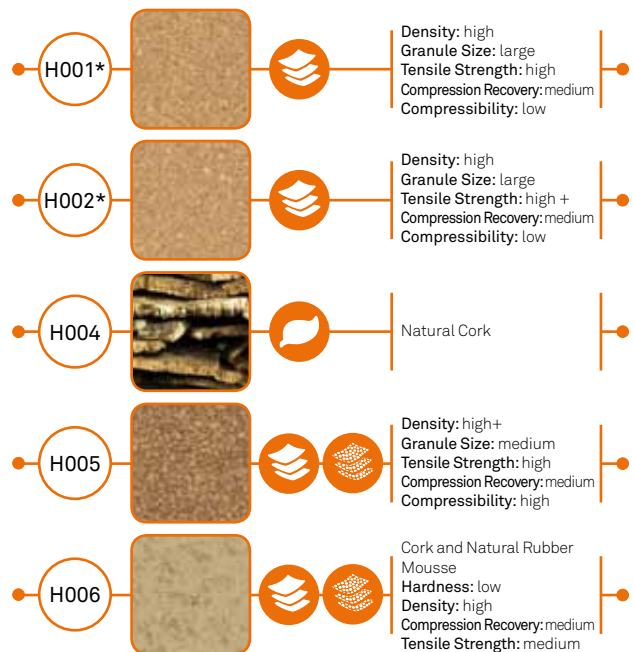 H001*
Density: high
Granule Size: large
Tensile Strength: high
Compression Recovery: medium
Compressibility: low
H002*
Density: high
Granule Size: large
Tensile Strength: high +
Compression Recovery: medium
Compressibility: low
H004
Natural Cork
H005
Density: high+
Granule Size: medium
Tensile Strength: high
Compression Recovery: medium
Compressibility: high
H006
Cork and Natural Rubber
Mousse
Hardness: low
Density: high
Compression Recovery: medium
Tensile Strength: medium